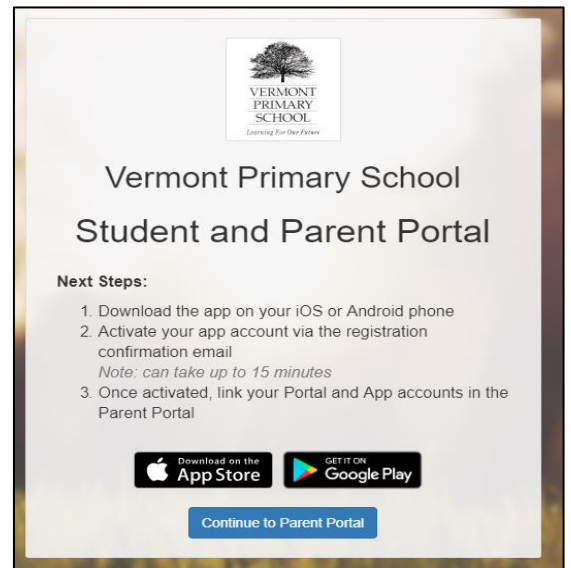 VERMONT
PRIMARY
SCHOOL
Learning For Our Future
Vermont Primary School
Student and Parent Portal
Next Steps:
1. Download the app on your iOS or Android phone
2. Activate your app account via the registration
confirmation email
Note: can take up to 15 minutes
3. Once activated, link your Portal and App accounts in the
Parent Portal
Download on the
App Store
GET IT ON
Google Play
Continue to Parent Portal